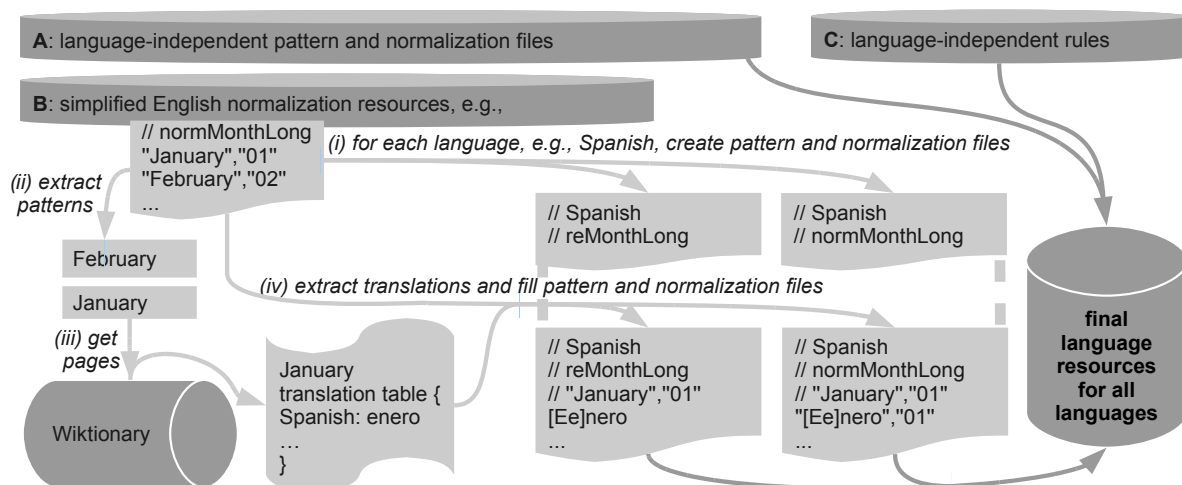 A: language-independent pattern and normalization files
C: language-independent rules
B: simplified English normalization resources, e.g.,
// normMonthLong
"January","01"
"February","02"
...
(i) for each language, e.g., Spanish, create pattern and normalization files
(ii) extract
patterns
// Spanish
// reMonthLong
// Spanish
// normMonthLong
February
January
(iv) extract translations and fill pattern and normalization files
(iii) get
pages
Wiktionary
January
translation table {
Spanish: enero
...
}
// Spanish
// reMonthLong
// "January","01"
[Ee]nero
...
// Spanish
// normMonthLong
// "January","01"
"[Ee]nero","01"
...
final
language
resources
for all
languages